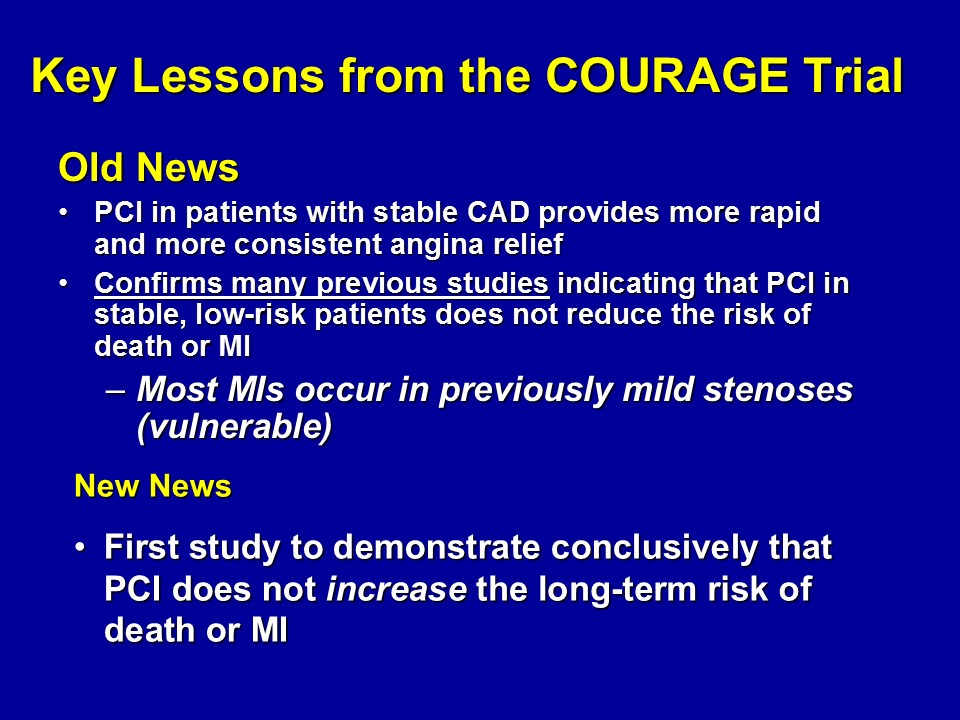 Key Lessons from the COURAGE Trial
Old News
• PCI in patients with stable CAD provides more rapid
and more consistent angina relief
• Confirms many previous studies indicating that PCI in
stable, low-risk patients does not reduce the risk of
death or MI
– Most MIs occur in previously mild stenoses
(vulnerable)
New News
• First study to demonstrate conclusively that
PCI does not increase the long-term risk of
death or MI